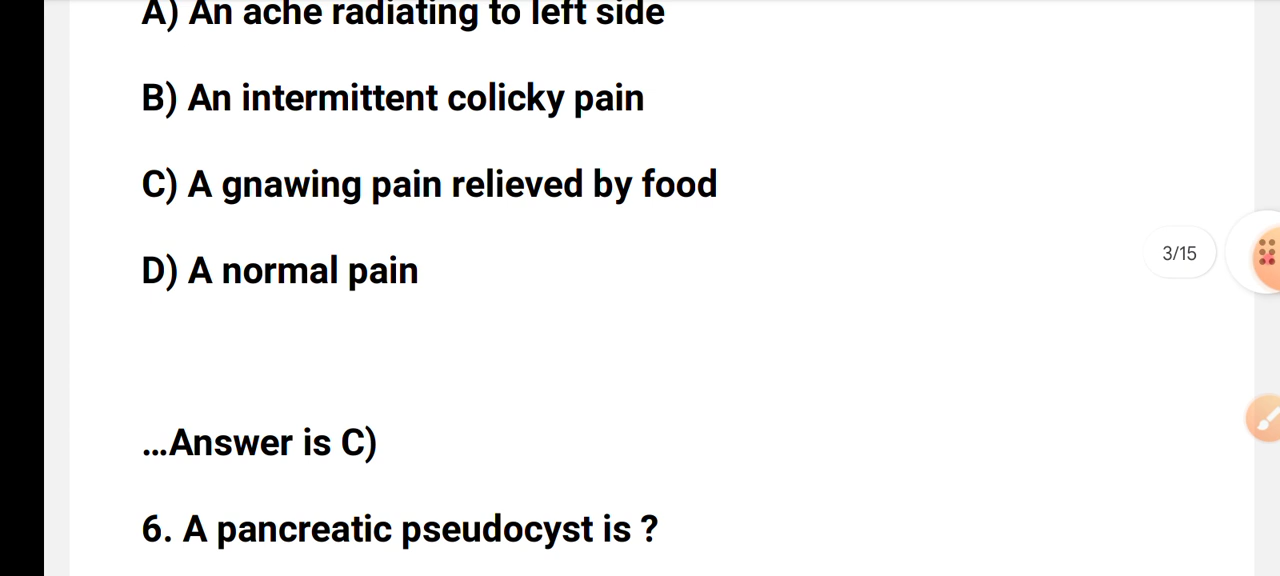 A) An ache radiating to left side
B) An intermittent colicky pain
C) A gnawing pain relieved by food
D) A normal pain
3/15
...Answer is C)
6. A pancreatic pseudocyst is ?